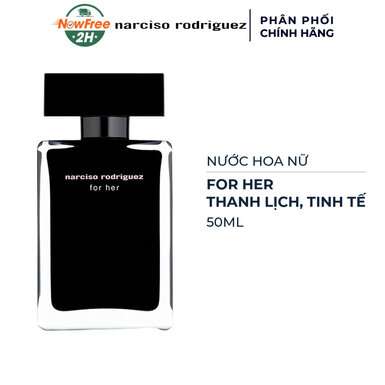 NowFree
2H
narciso rodriguez
PHÂN PHỐI
CHÍNH HÃNG
narciso rodriguez
for her
NƯỚC HOA NỮ
FOR HER
THANH LỊCH, TINH TẾ
50ML